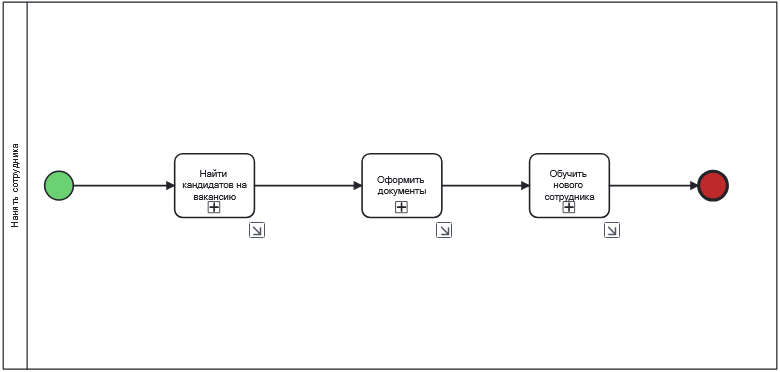 Нанять сотрудника
Найти
кандидатов на
вакансию
Оформить
документы
Обучить
нового
сотрудника